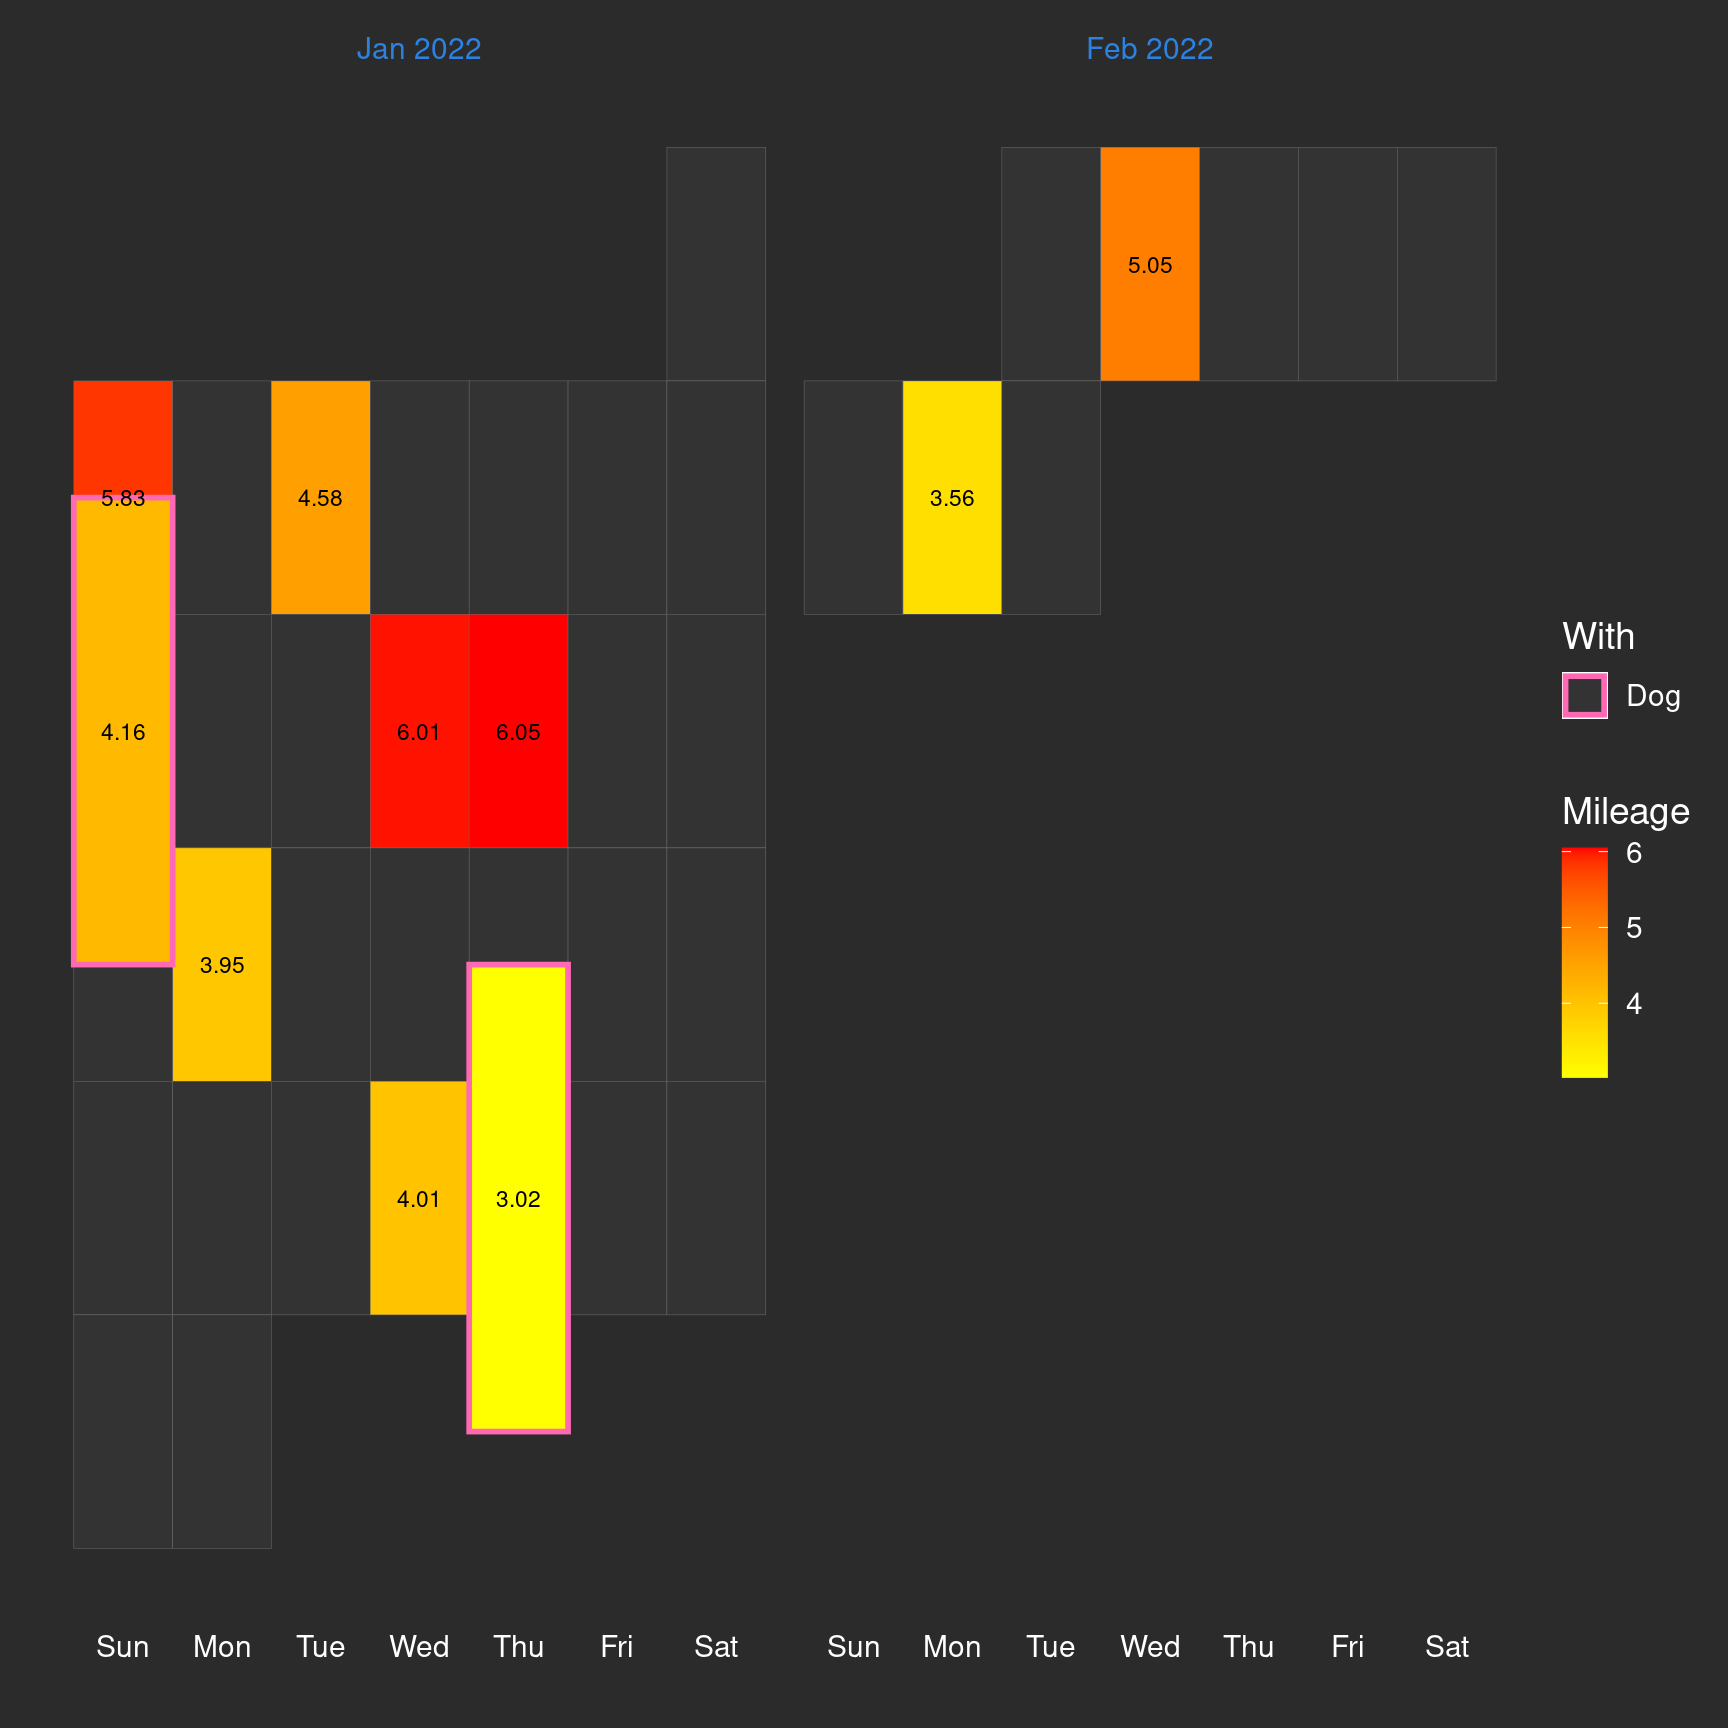 Jan 2022
Feb 2022
5.05
5.83
4.58
3.56
4.16
6.01
6.05
3.95
4.01
3.02
Sun Mon Tue Wed Thu Fri Sat
Sun Mon Tue Wed Thu Fri Sat
With
Dog
Mileage
6
5
4